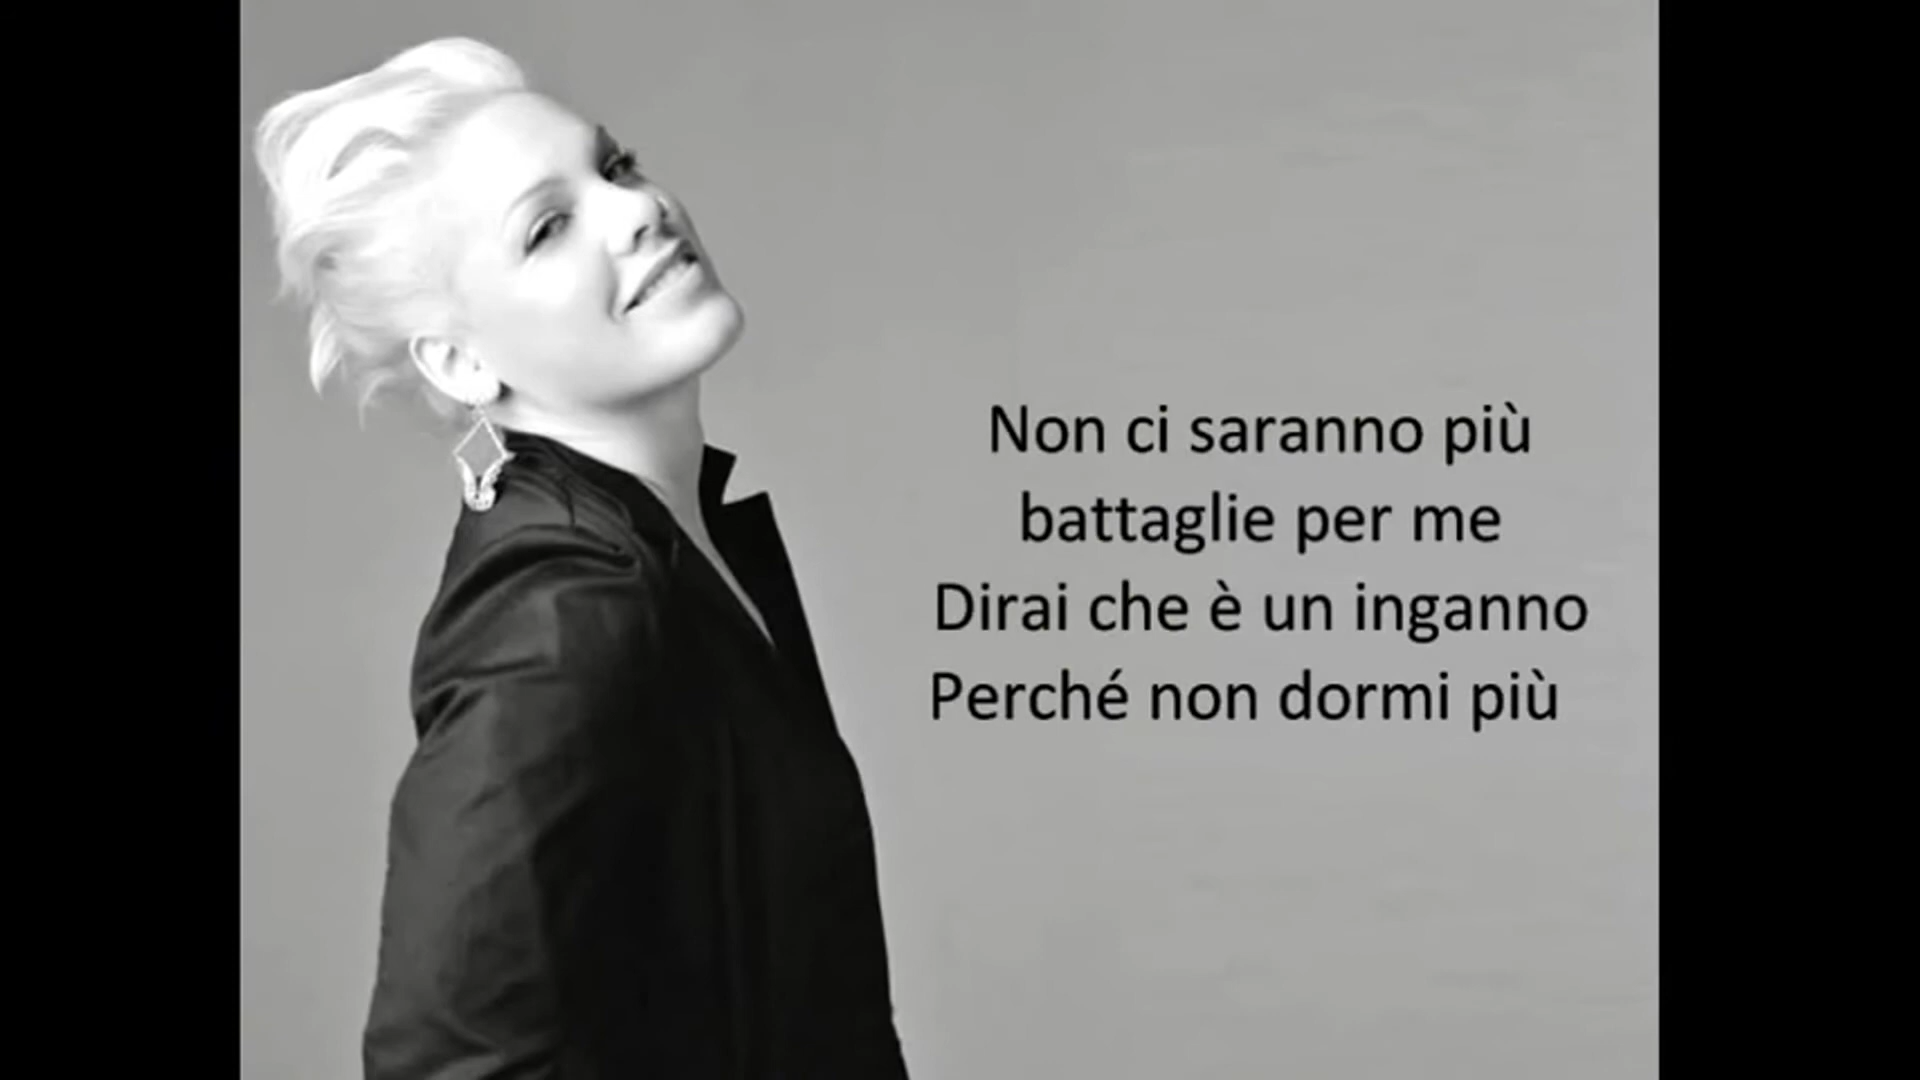 Non ci saranno più
battaglie per me
Dirai che è un inganno
Perché non dormi più